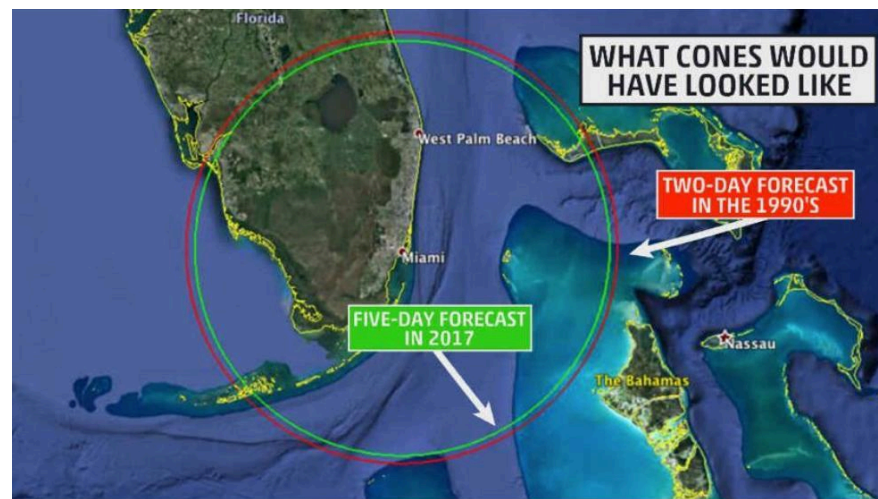 Florida
WHAT CONES WOULD
HAVE LOOKED LIKE
West Palm Beach
TWO-DAY FORECAST
IN THE 1990'S
Miami
FIVE-DAY FORECAST
IN 2017
Nassau
The Bahamas